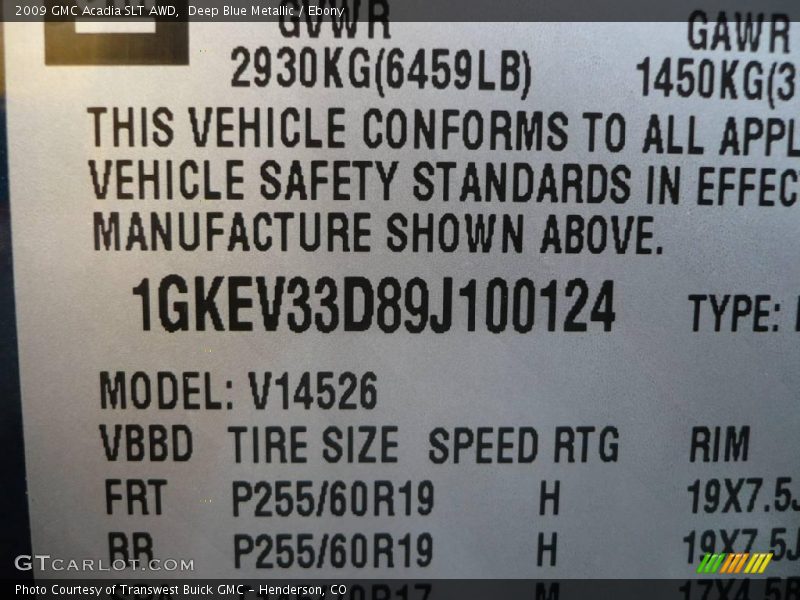 2009 GMC Acadia SLT AWD, Deep Blue Metallic / Ebony
GVWR GAWR
2930KG(6459LB) 1450KG(3
THIS VEHICLE CONFORMS TO ALL APPL
VEHICLE SAFETY STANDARDS IN EFFEC
MANUFACTURE SHOWN ABOVE.
1GKEV33D89J100124 TYPE:
MODEL: V14526
VBBD TIRE SIZE SPEED RTG RIM
FRT P255/60R19 H 19X7.5J
RR P255/60R19 H 19X7.5J
GTCARLOT.COM
Photo Courtesy of Transwest Buick GMC - Henderson, CO